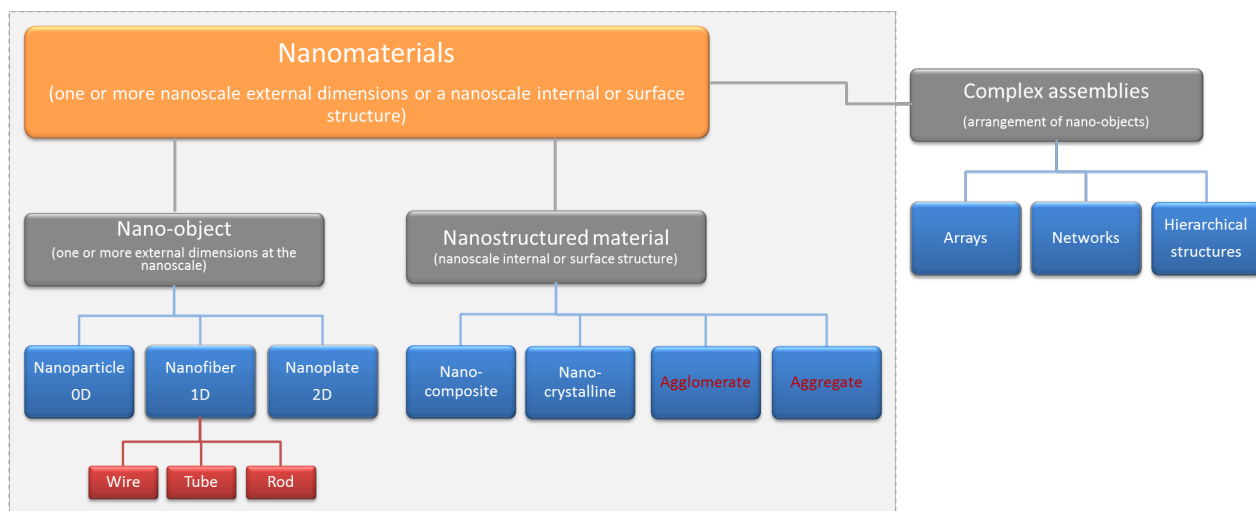 Nanomaterials
(one or more nanoscale external dimensions or a nanoscale internal or surface
structure)
Complex assemblies
(arrangement of nano-objects)
Arrays
Networks
Hierarchical
structures
Nano-object
(one or more external dimensions at the
nanoscale)
Nanostructured material
(nanoscale internal or surface structure)
Nanoparticle
0D
Nanofiber
1D
Nanoplate
2D
Nano-
composite
Nano-
crystalline
Agglomerate
Aggregate
Wire
Tube
Rod